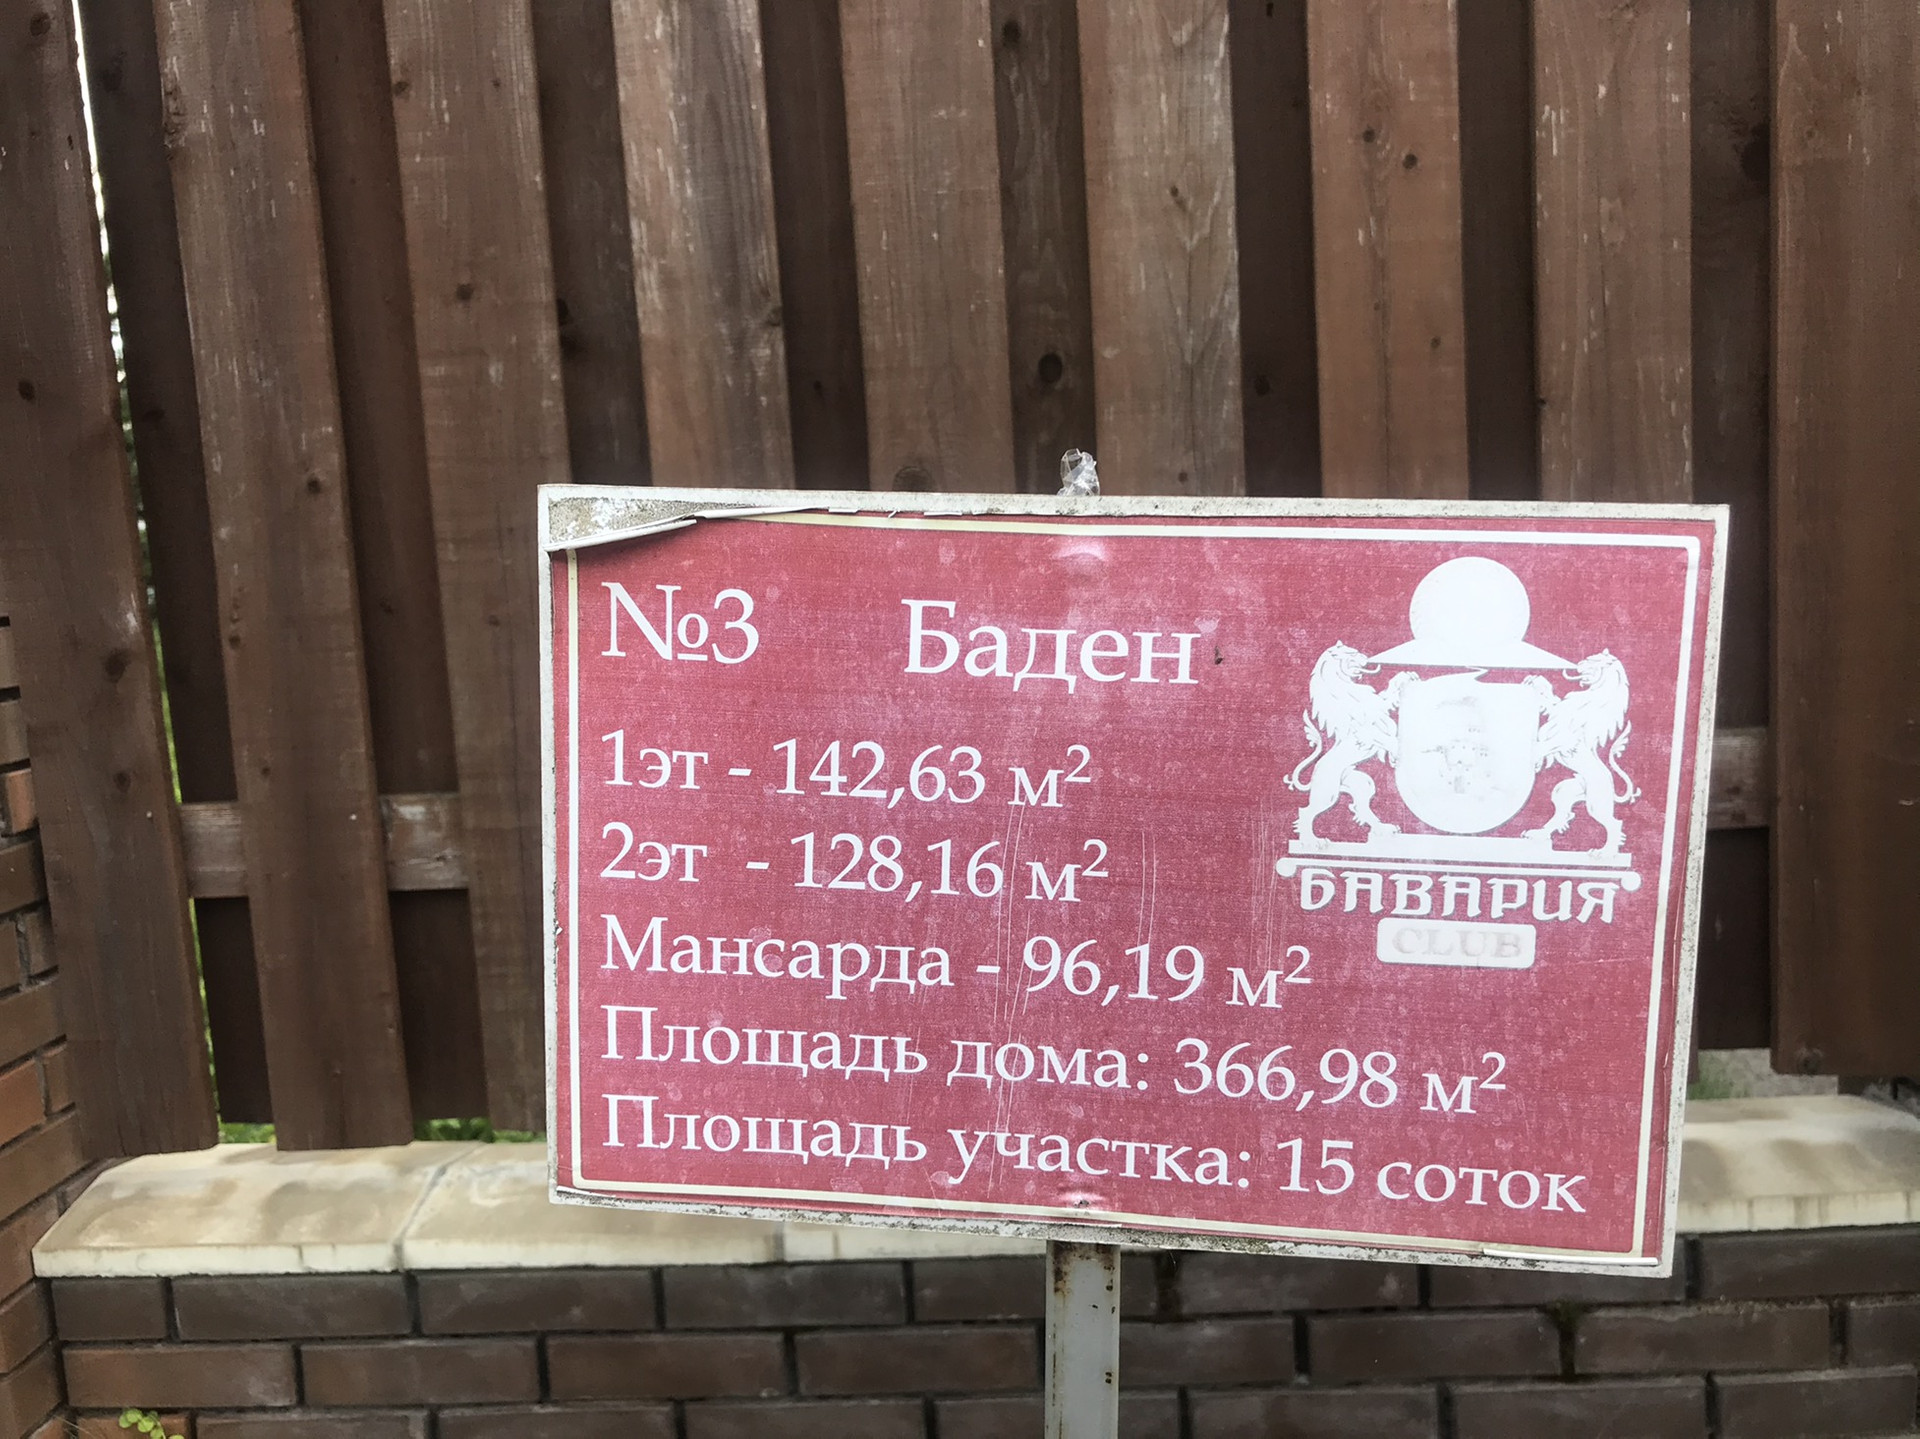 №3 Баден
1эт - 142,63 м²
2эт - 128,16 м²
Мансарда - 96,19 м²
Площадь дома: 366,98 м²
Площадь участка: 15 соток
БАВАРИЯ
CLUB